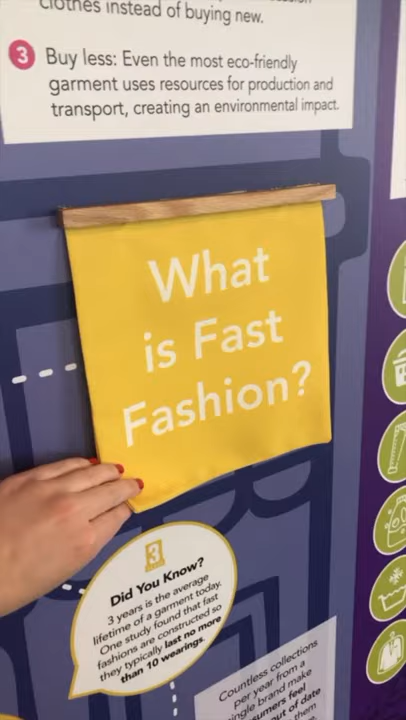 clothes instead of buying new.
3 Buy less: Even the most eco-friendly
garment uses resources for production and
transport, creating an environmental impact.
What
is Fast
Fashion?
3
Did You Know?
3 years is the average
lifetime of a garment today.
One study found that fast
fashions are constructed so
they typically last no more
than 10 wearings.
Countless collections
per year from a
single brand make
feel
out of date
them